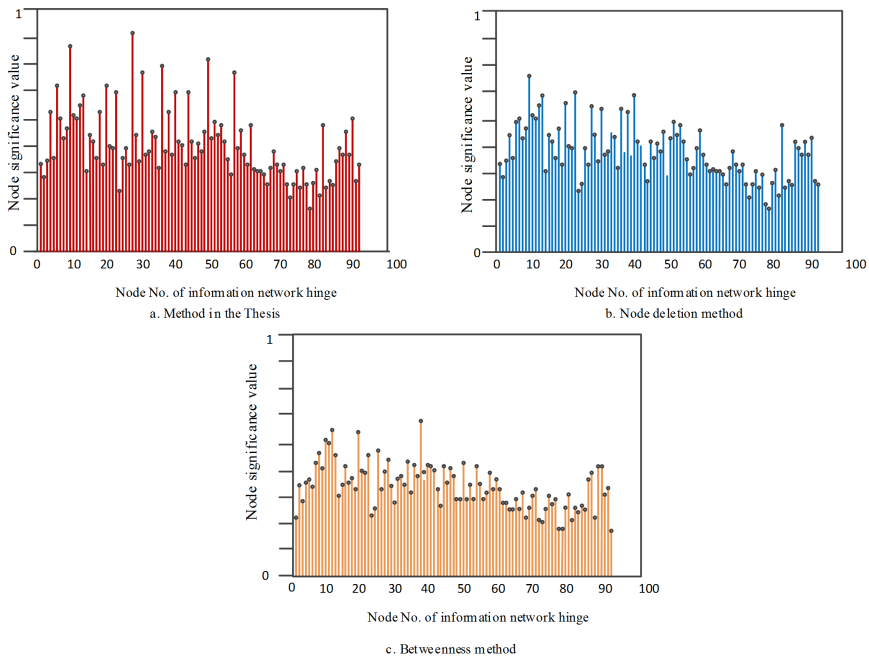 1
Node significance value
0
0 10 20 30 40 50 60 70 80 90 100
Node No. of information network hinge
a. Method in the Thesis
1
Node significance value
0
0 10 20 30 40 50 60 70 80 90 100
Node No. of information network hinge
b. Node deletion method
1
Node significance value
0
0 10 20 30 40 50 60 70 80 90 100
Node No. of information network hinge
c. Betweenness method